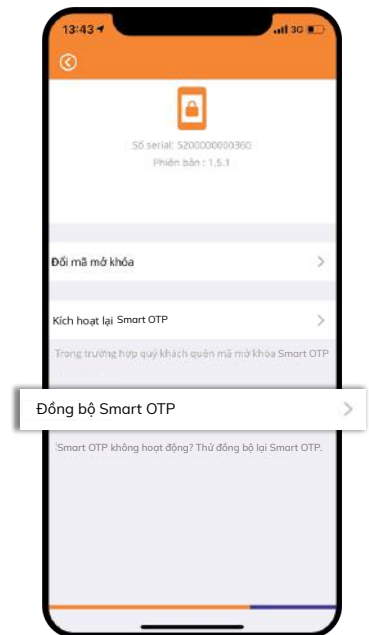 13:43
3G
Số serial: 5200000000360
Phiên bản : 1.5.1
Đổi mã mở khóa
Kích hoạt lại Smart OTP
Trong trường hợp quý khách quên mã mở khóa Smart OTP
Đồng bộ Smart OTP
Smart OTP không hoạt động? Thử đồng bộ lại Smart OTP.